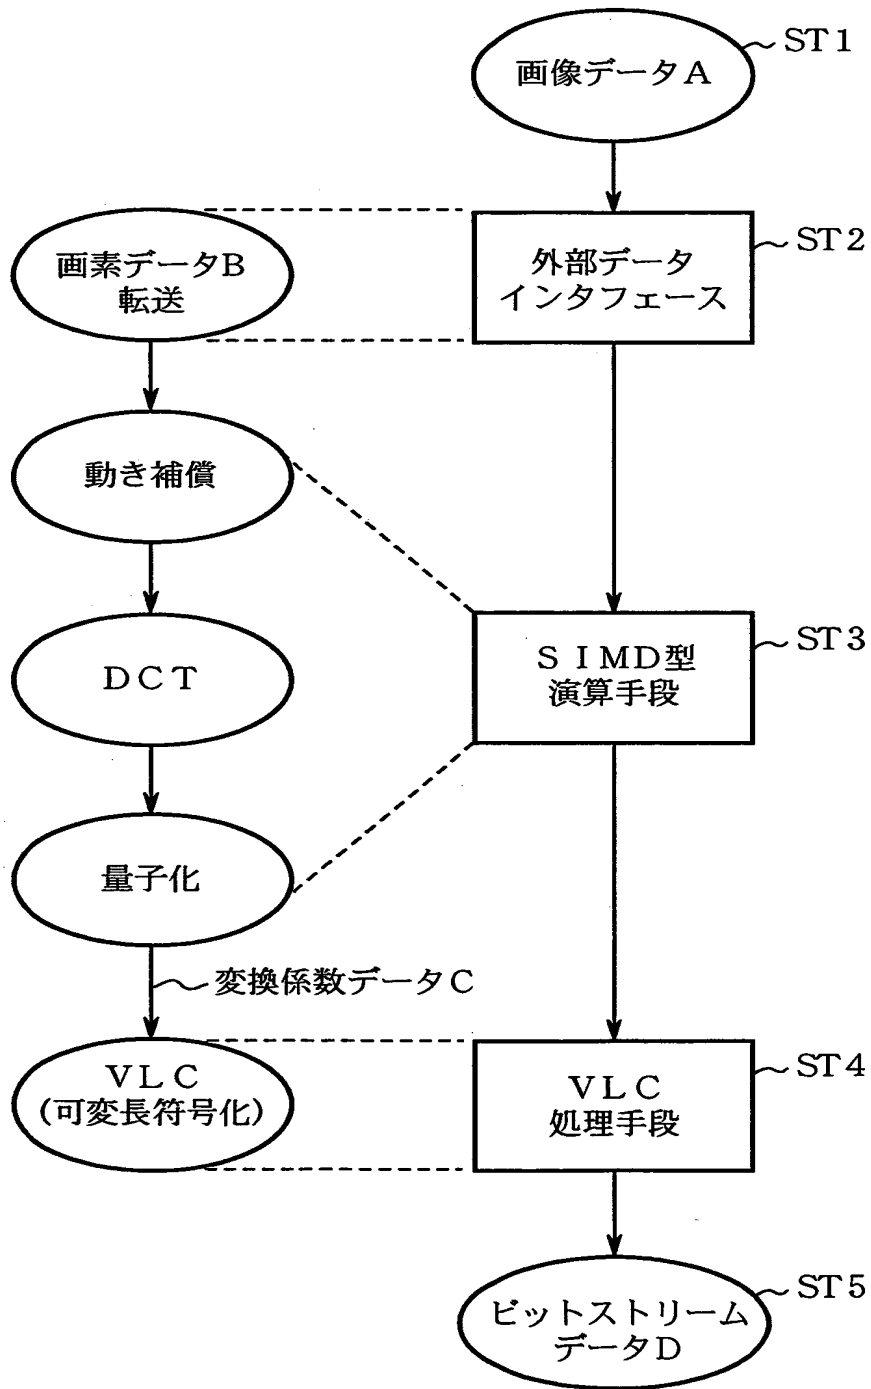 画像データA
ST1
画素データB
転送
外部データ
インタフェース
ST2
動き補償
DCT
SIMD型
演算手段
ST3
量子化
変換係数データC
VLC
(可変長符号化)
VLC
処理手段
ST4
ビットストリーム
データD
ST5